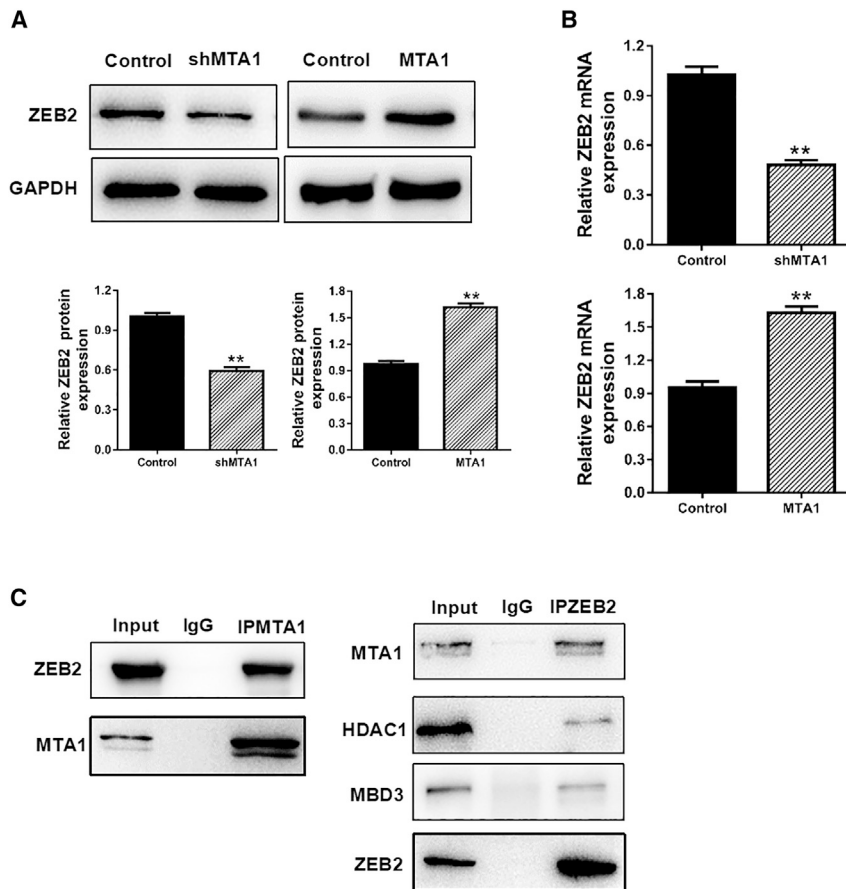 A
Control shMTA1 Control MTA1
ZEB2
GAPDH
Relative ZEB2 protein
expression
1.2
0.9
0.6
0.3
0.0
**
Control shMTA1
Relative ZEB2 protein
expression
1.8
1.5
1.2
0.9
0.6
0.3
0.0
**
Control MTA1
B
Relative ZEB2 mRNA
expression
1.2
0.9
0.6
0.3
0.0
**
Control shMTA1
Relative ZEB2 mRNA
expression
1.8
1.5
1.2
0.9
0.6
0.3
0.0
**
Control MTA1
C
Input IgG IPMTA1
ZEB2
MTA1
Input IgG IPZEB2
MTA1
HDAC1
MBD3
ZEB2